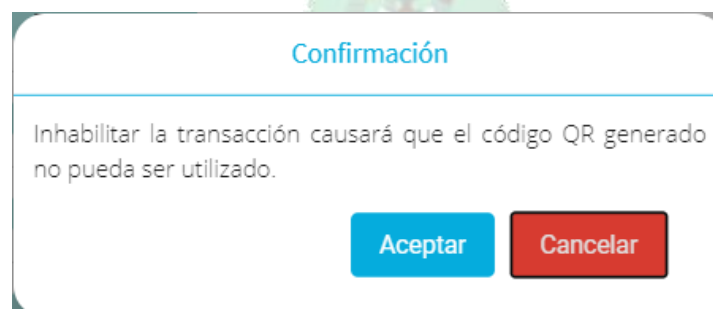 Confirmación
Inhabilitar la transacción causará que el código QR generado
no pueda ser utilizado.
Aceptar Cancelar